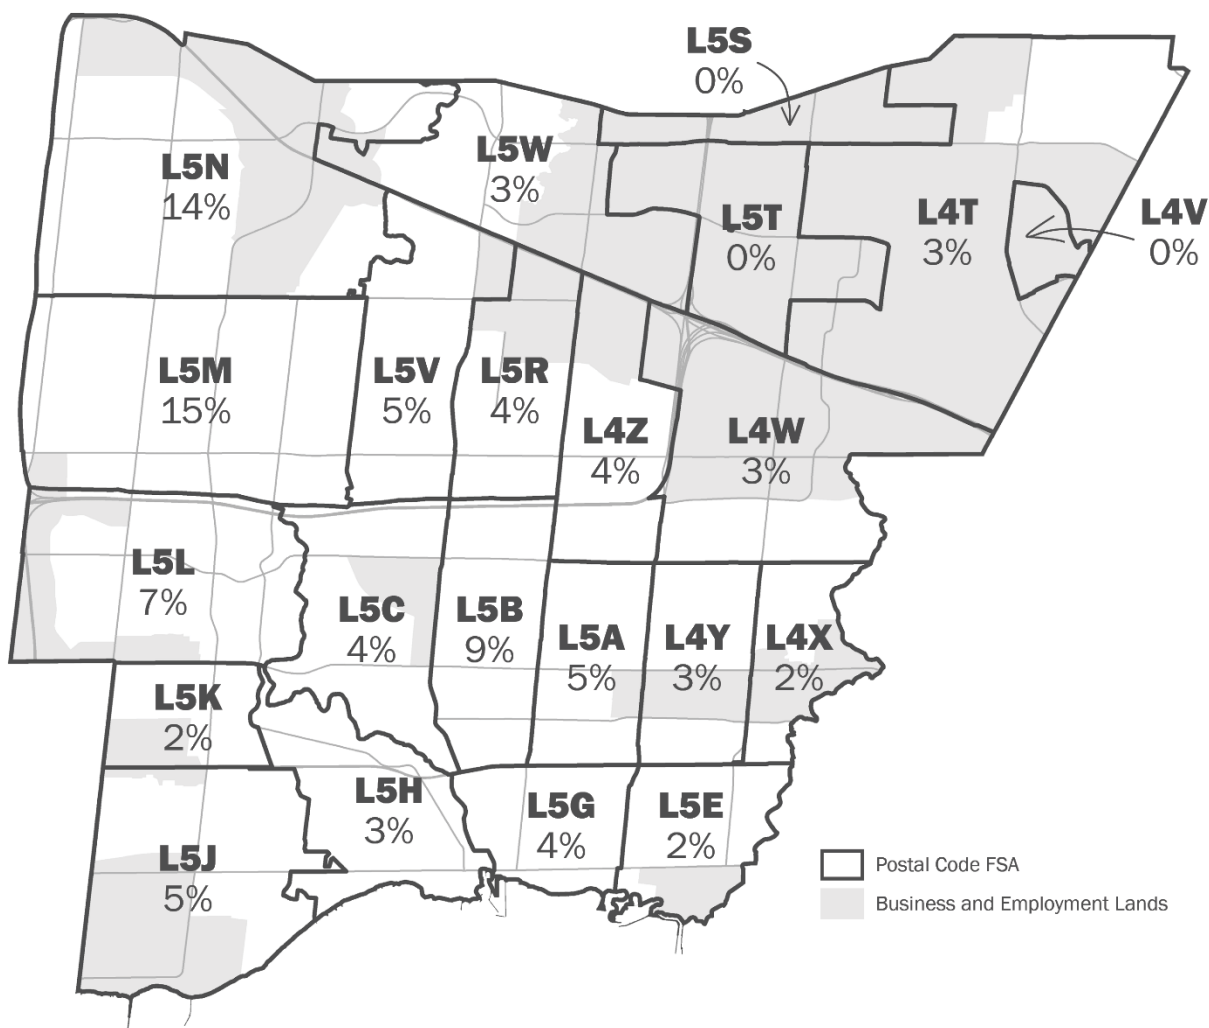 L5S
0%
L5W
3%
L5N
14%
L5T
0%
L4T
3%
L4V
0%
L5M
15%
L5V
5%
L5R
4%
L4Z
4%
L4W
3%
L5L
7%
L5C
4%
L5B
9%
L5A
5%
L4Y
3%
L4X
2%
L5K
2%
L5H
3%
L5G
4%
L5E
2%
L5J
5%
Postal Code FSA
Business and Employment Lands